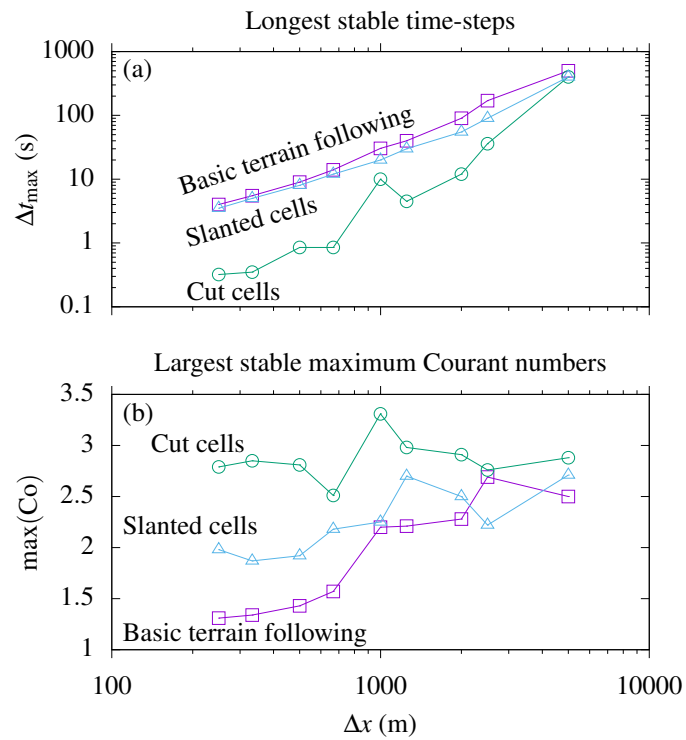 Longest stable time-steps
(a)
1000
100
10
1
0.1
Δt_max (s)
Basic terrain following
Slanted cells
Cut cells
Largest stable maximum Courant numbers
(b)
3.5
3
2.5
2
1.5
1
max(Co)
Cut cells
Slanted cells
Basic terrain following
100 1000 10000
Δx (m)